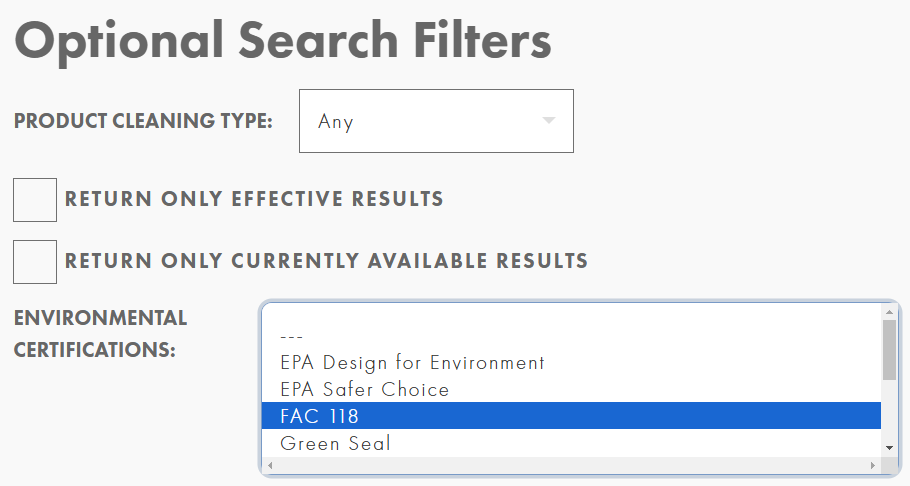 Optional Search Filters
PRODUCT CLEANING TYPE:
Any
RETURN ONLY EFFECTIVE RESULTS
RETURN ONLY CURRENTLY AVAILABLE RESULTS
ENVIRONMENTAL
CERTIFICATIONS:
---
EPA Design for Environment
EPA Safer Choice
FAC 118
Green Seal